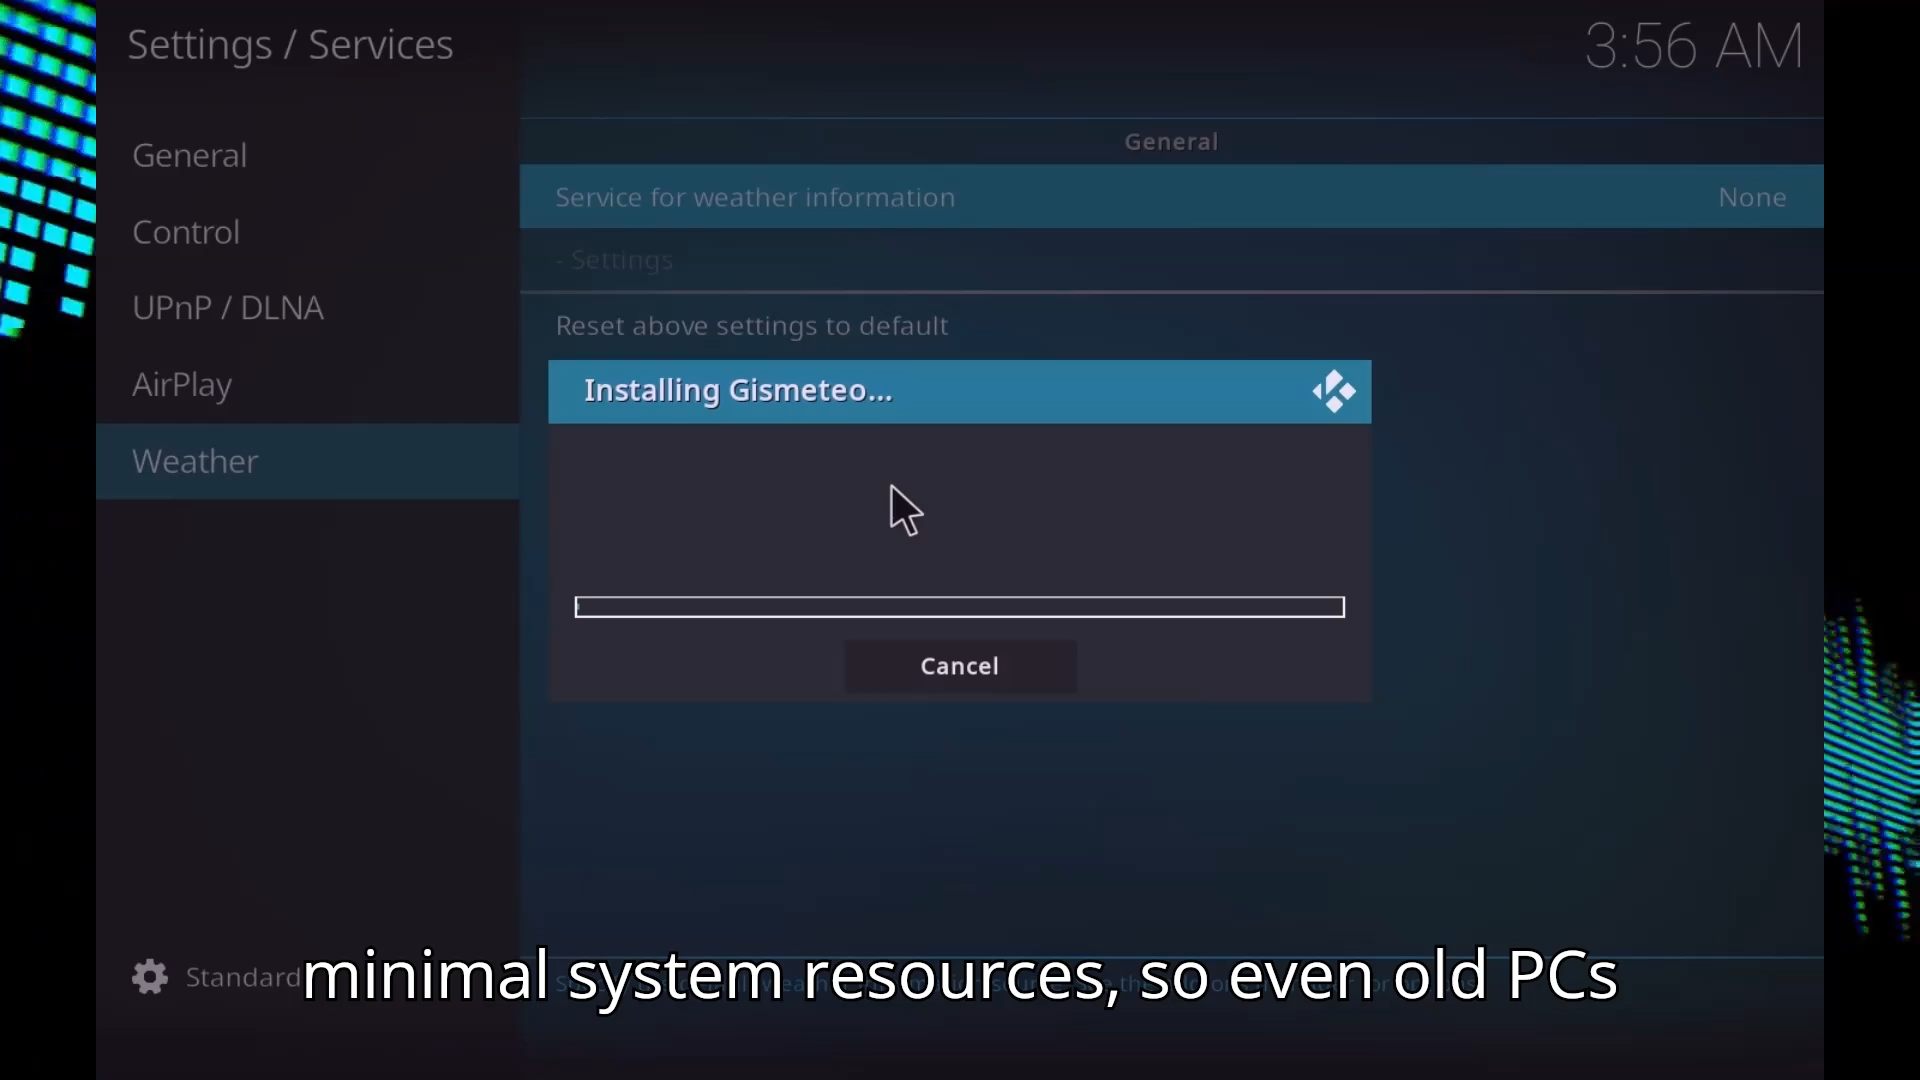 Settings / Services
3:56 AM
General
Control
UPnP / DLNA
AirPlay
Weather
General
Service for weather information
None
- Settings
Reset above settings to default
Installing Gismeteo...
Cancel
Standard
minimal system resources, so even old PCs